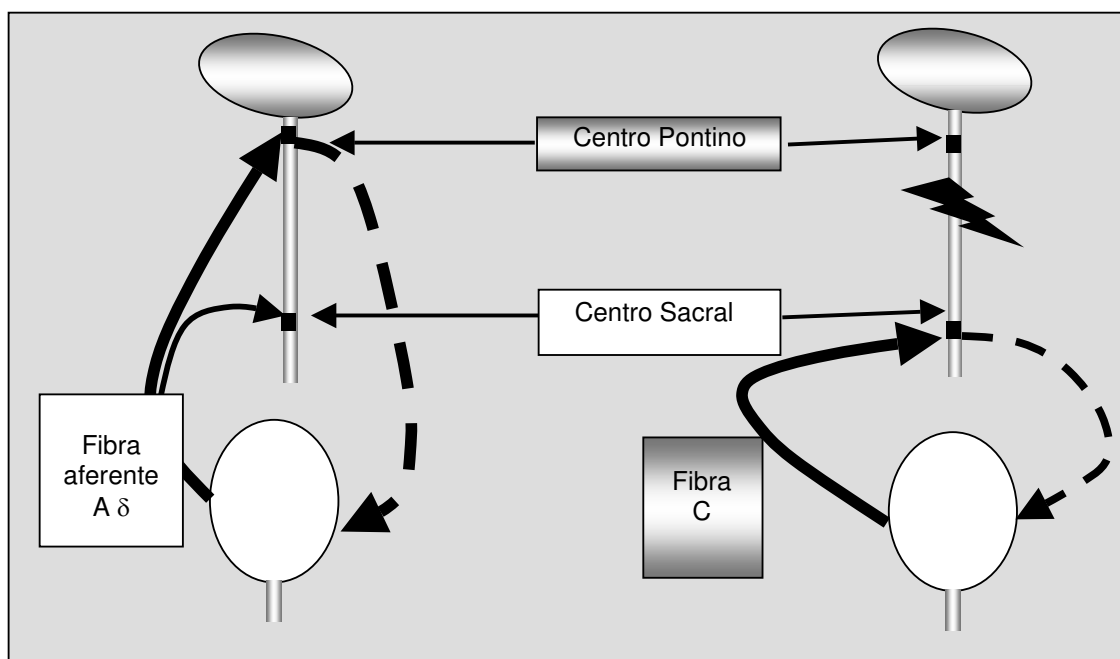 Centro Pontino
Centro Sacral
Fibra
aferente
A δ
Fibra
C